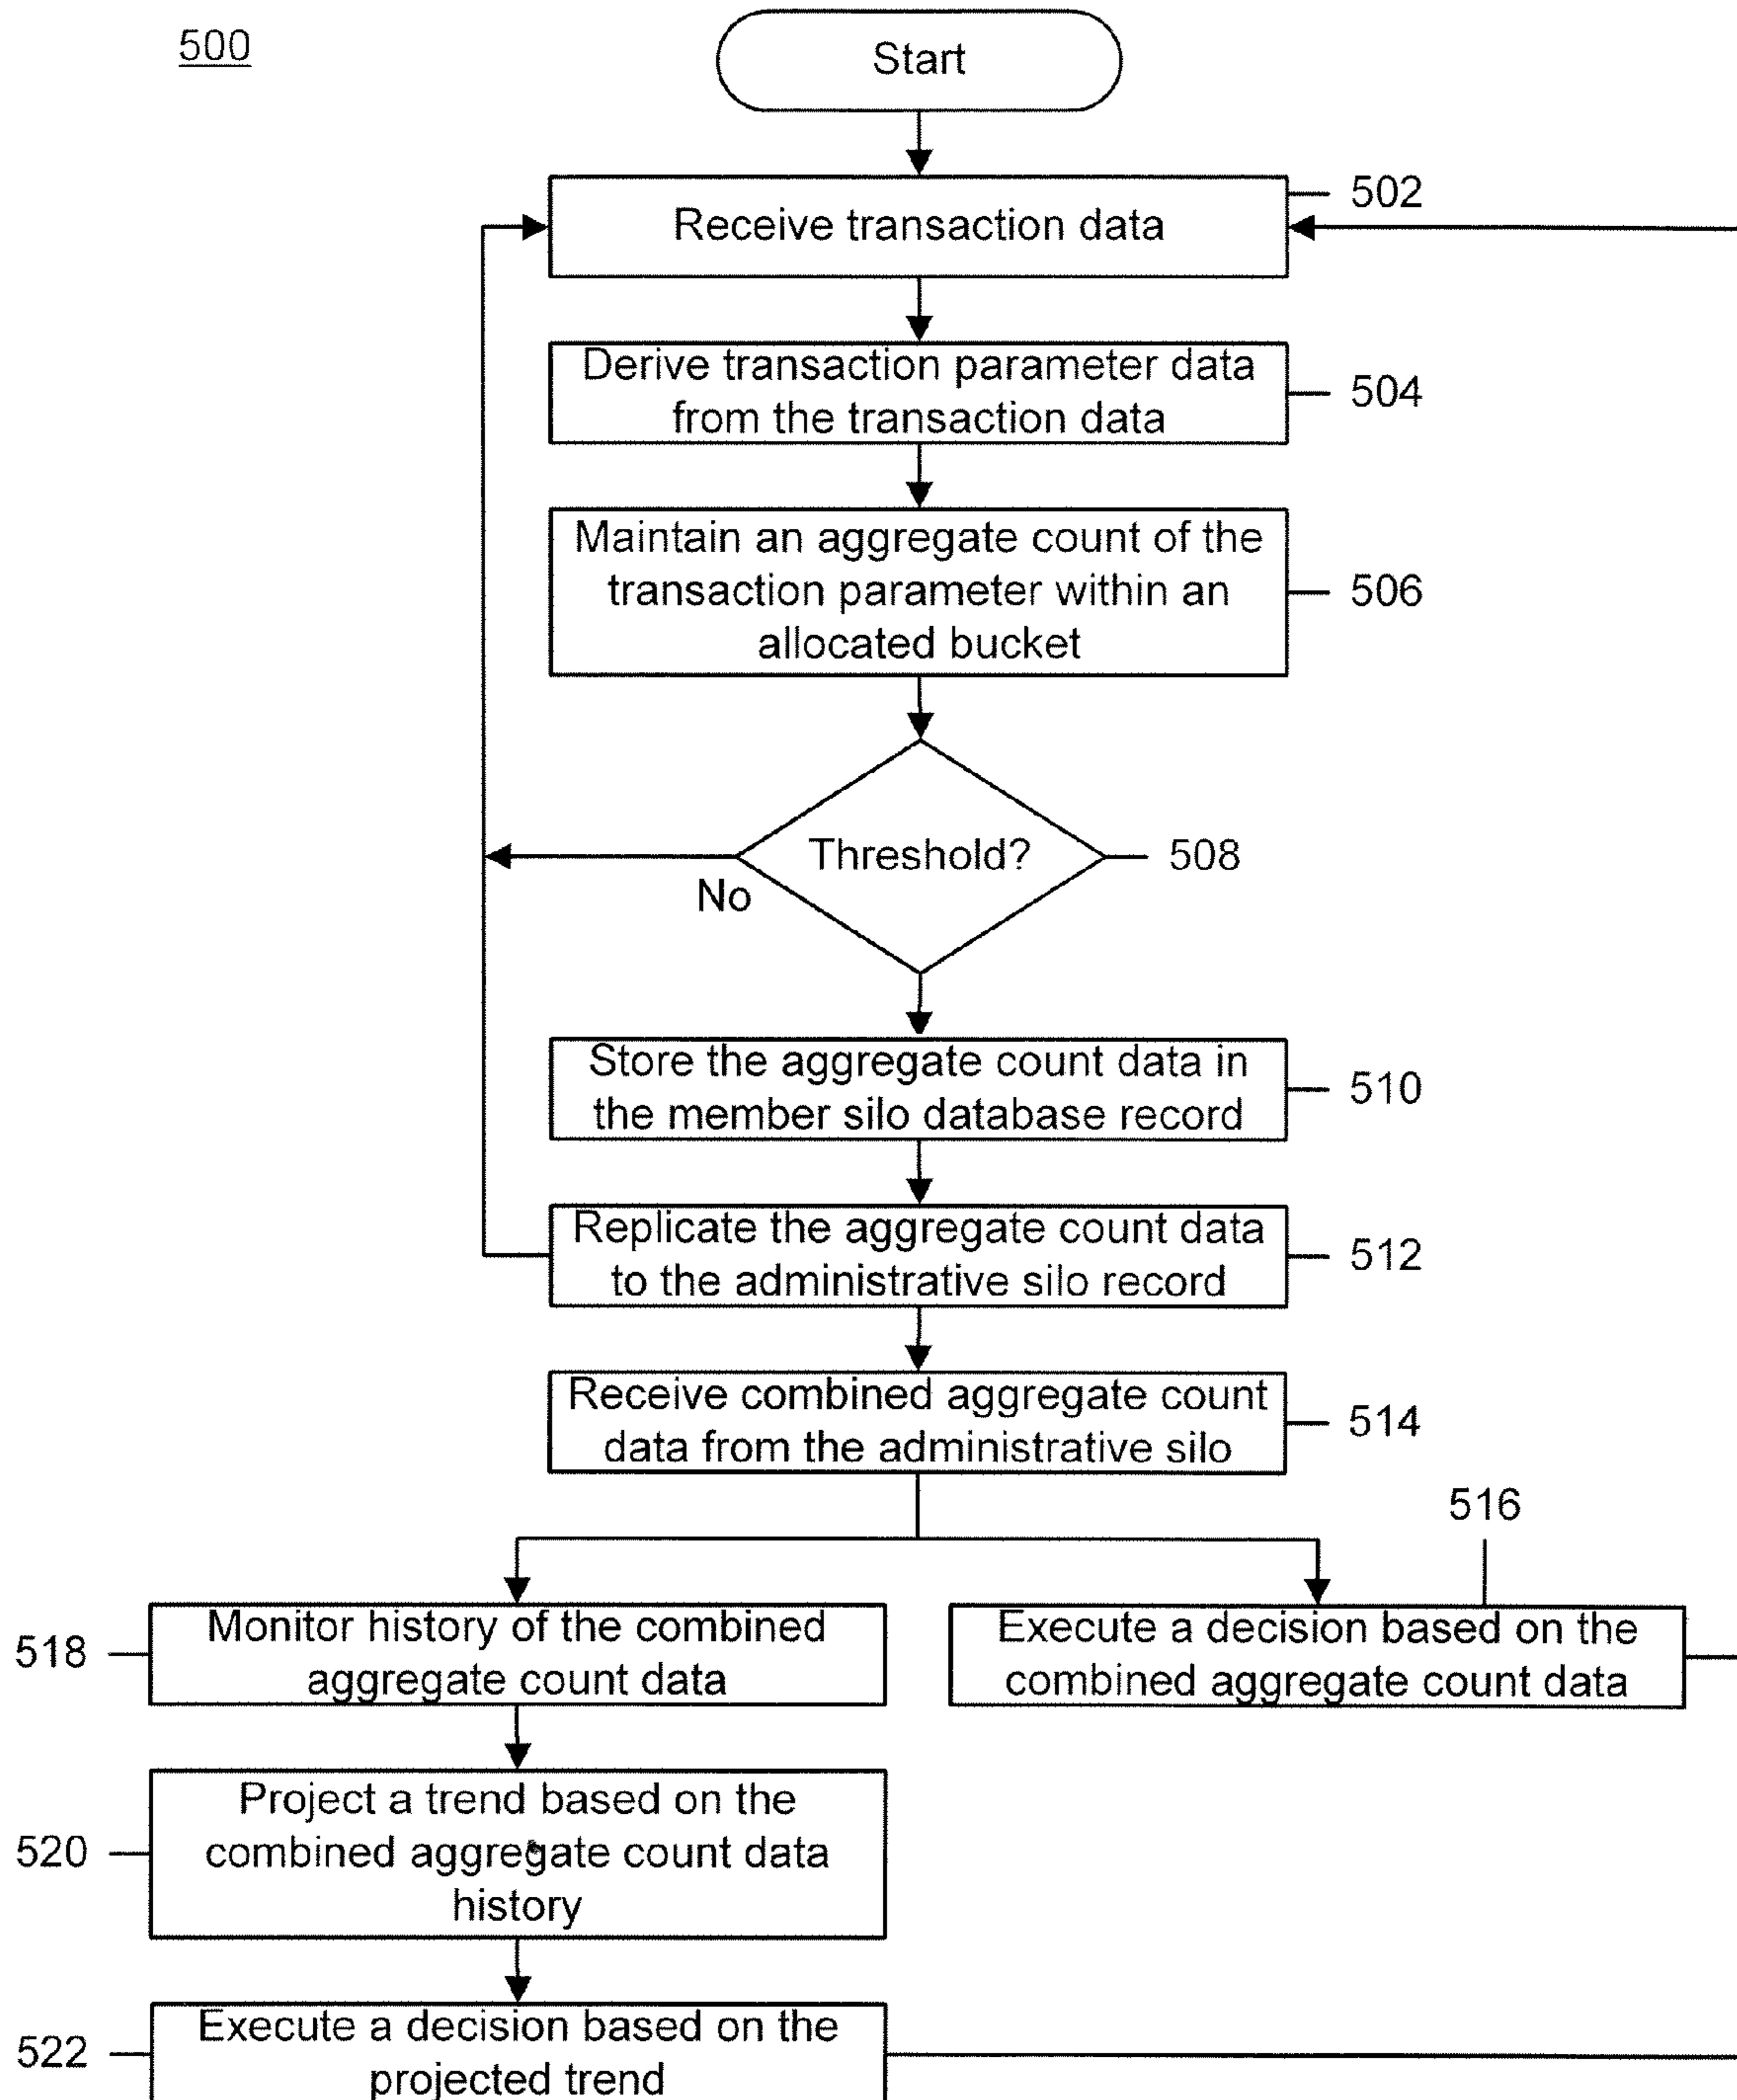 500
Start
Receive transaction data
502
Derive transaction parameter data
from the transaction data
504
Maintain an aggregate count of the
transaction parameter within an
allocated bucket
506
Threshold?
508
No
Store the aggregate count data in
the member silo database record
510
Replicate the aggregate count data
to the administrative silo record
512
Receive combined aggregate count
data from the administrative silo
514
516
518
Monitor history of the combined
aggregate count data
Execute a decision based on the
combined aggregate count data
520
Project a trend based on the
combined aggregate count data
history
522
Execute a decision based on the
projected trend